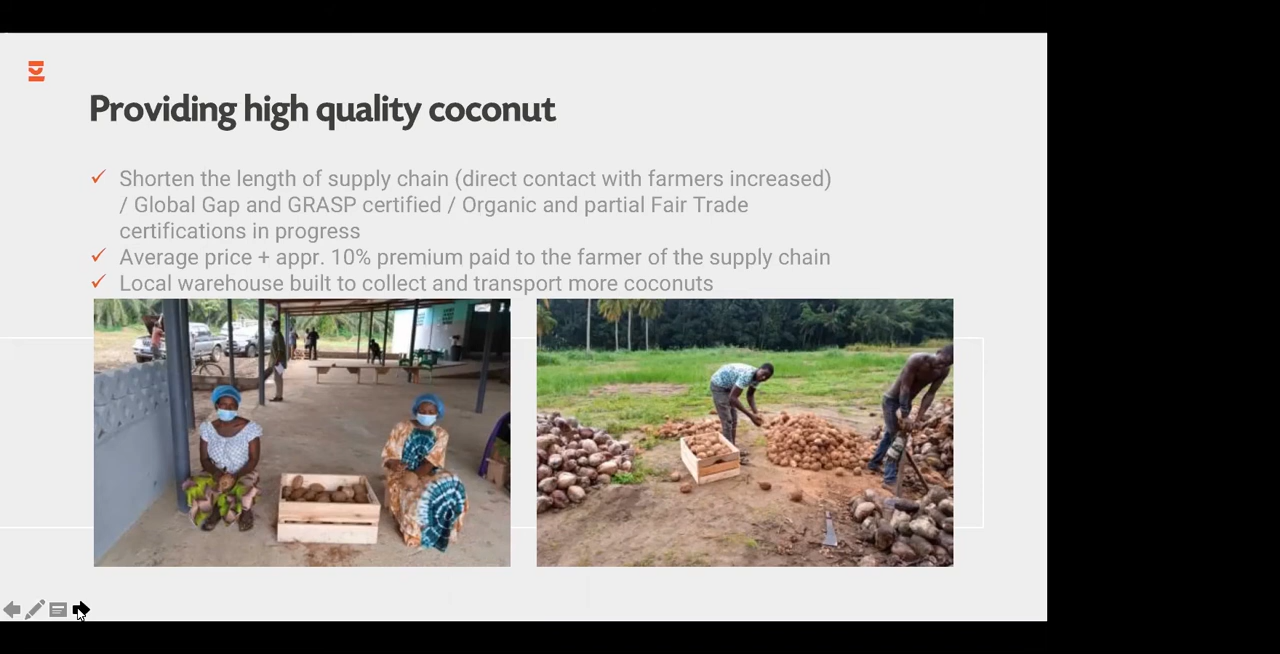 Providing high quality coconut
Shorten the length of supply chain (direct contact with farmers increased)
/ Global Gap and GRASP certified / Organic and partial Fair Trade
certifications in progress
Average price + appr. 10% premium paid to the farmer of the supply chain
Local warehouse built to collect and transport more coconuts